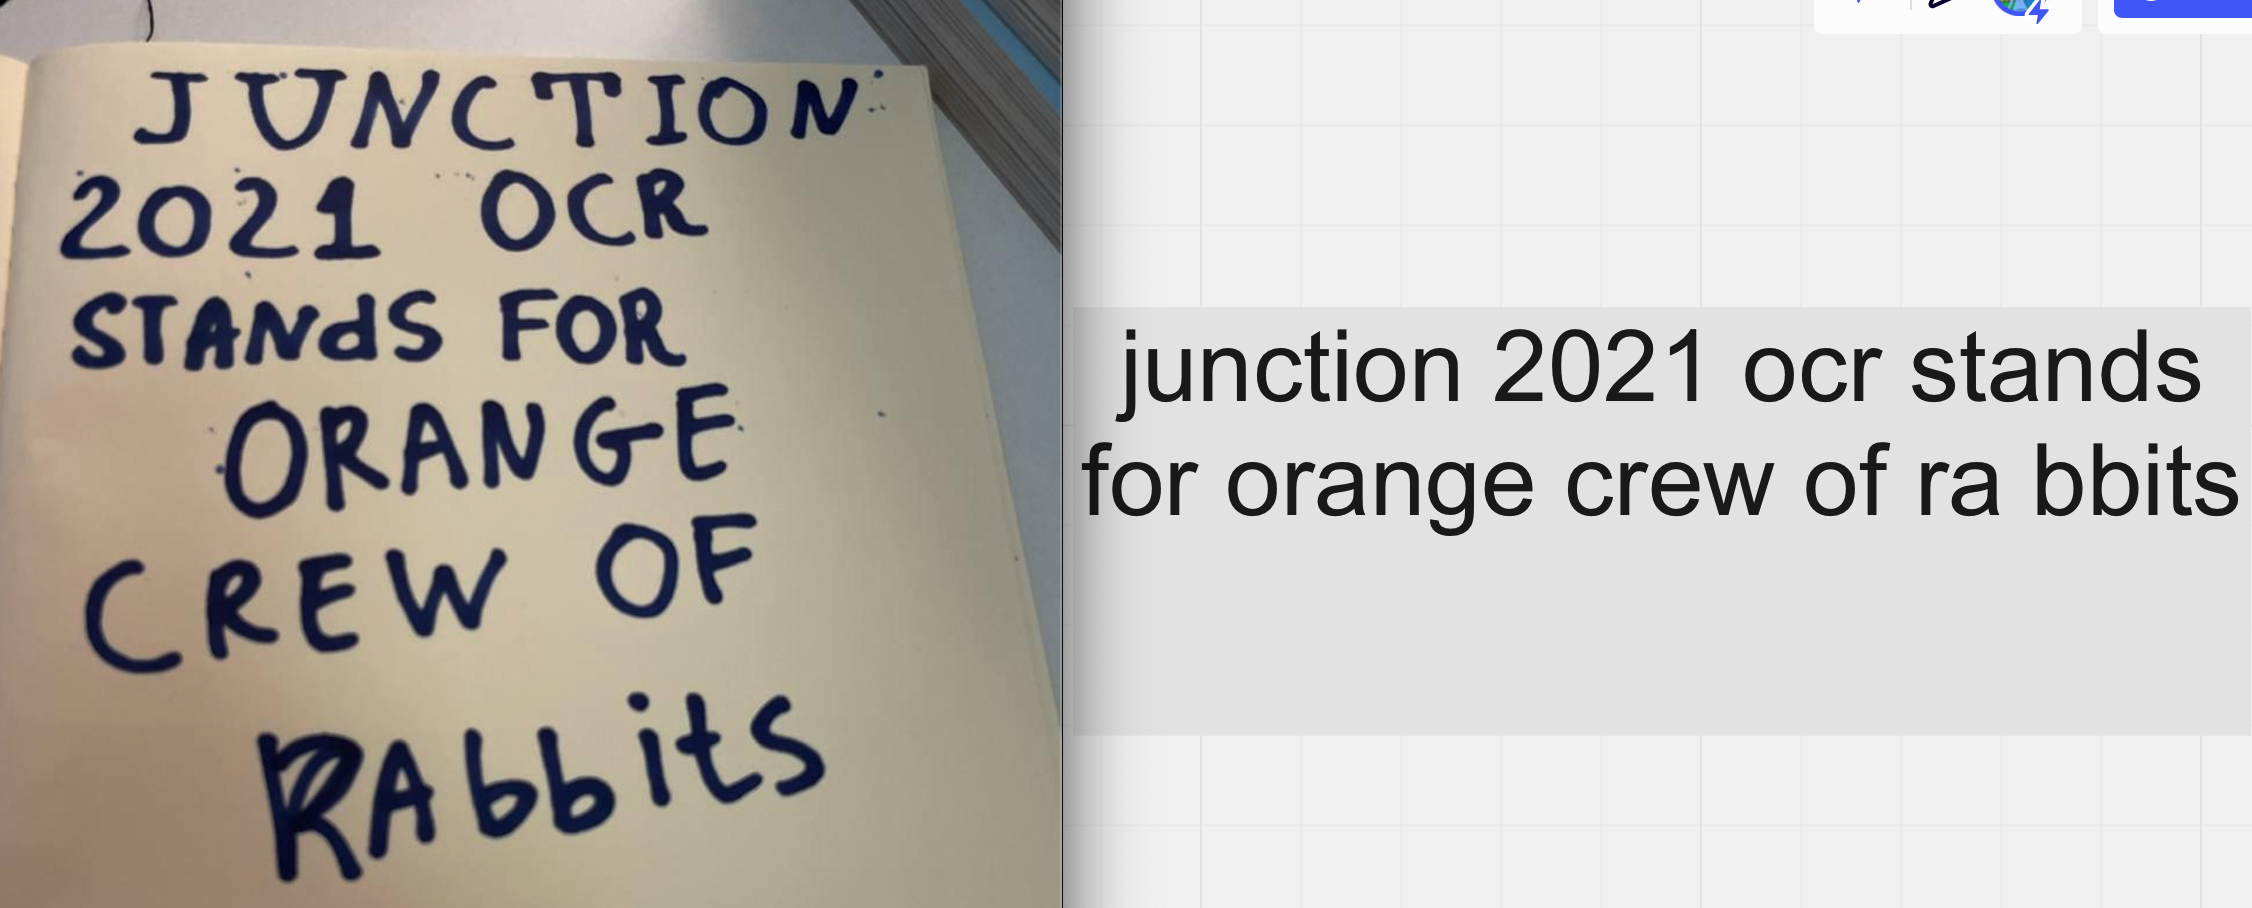 JUNCTION
2021 OCR
STANdS FOR
ORANGE
CREW OF
RAbbits
junction 2021 ocr stands
for orange crew of ra bbits